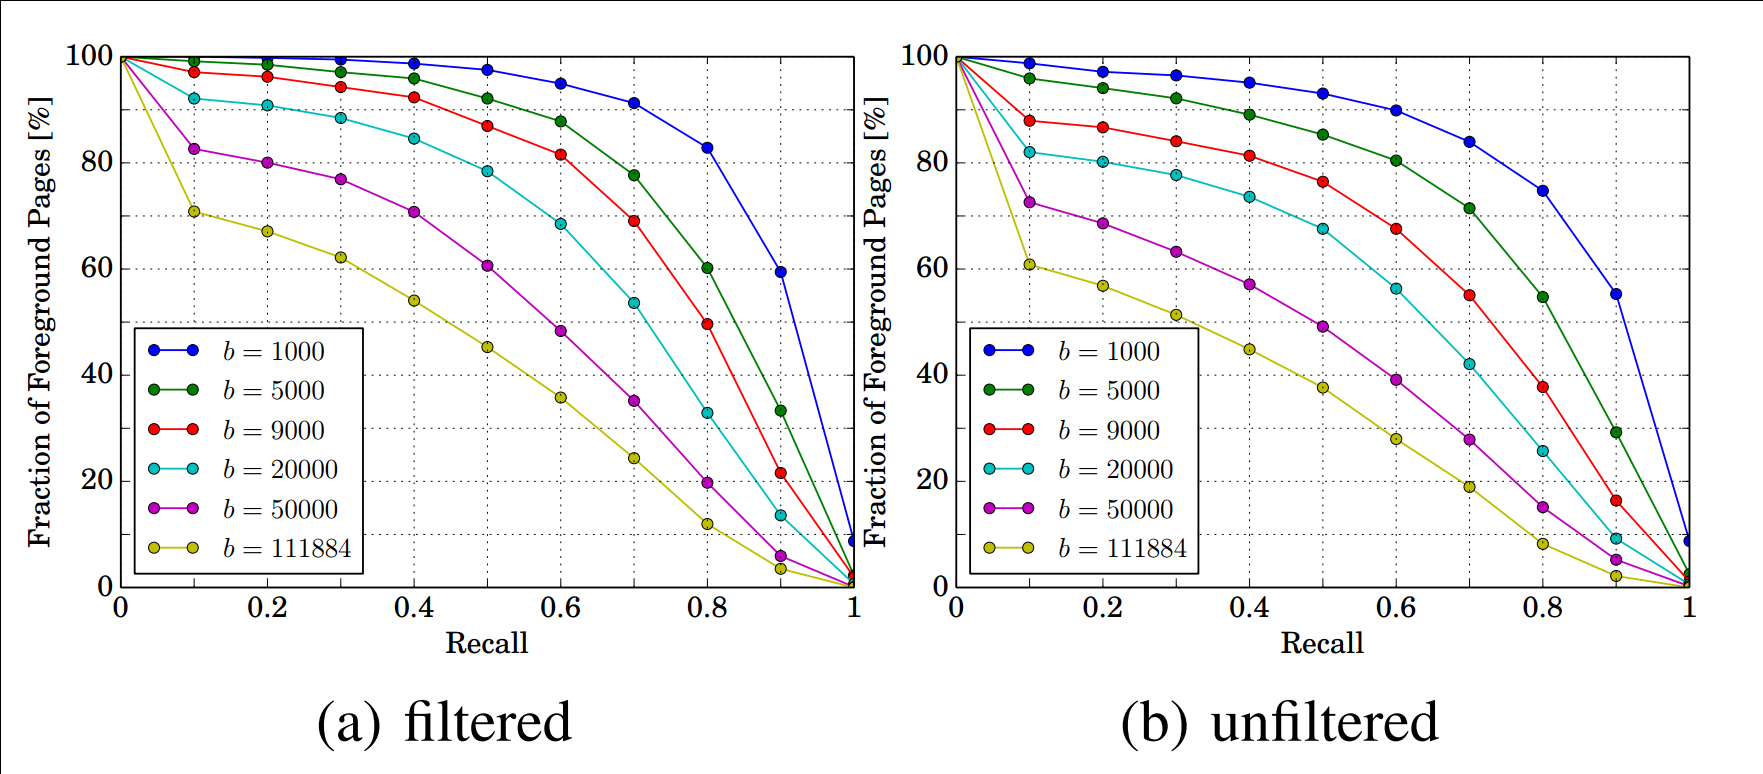 Fraction of Foreground Pages [%]
100
80
60
40
20
0
b = 1000
b = 5000
b = 9000
b = 20000
b = 50000
b = 111884
0 0.2 0.4 0.6 0.8 1
Recall
(a) filtered
Fraction of Foreground Pages [%]
100
80
60
40
20
0
b = 1000
b = 5000
b = 9000
b = 20000
b = 50000
b = 111884
0 0.2 0.4 0.6 0.8 1
Recall
(b) unfiltered